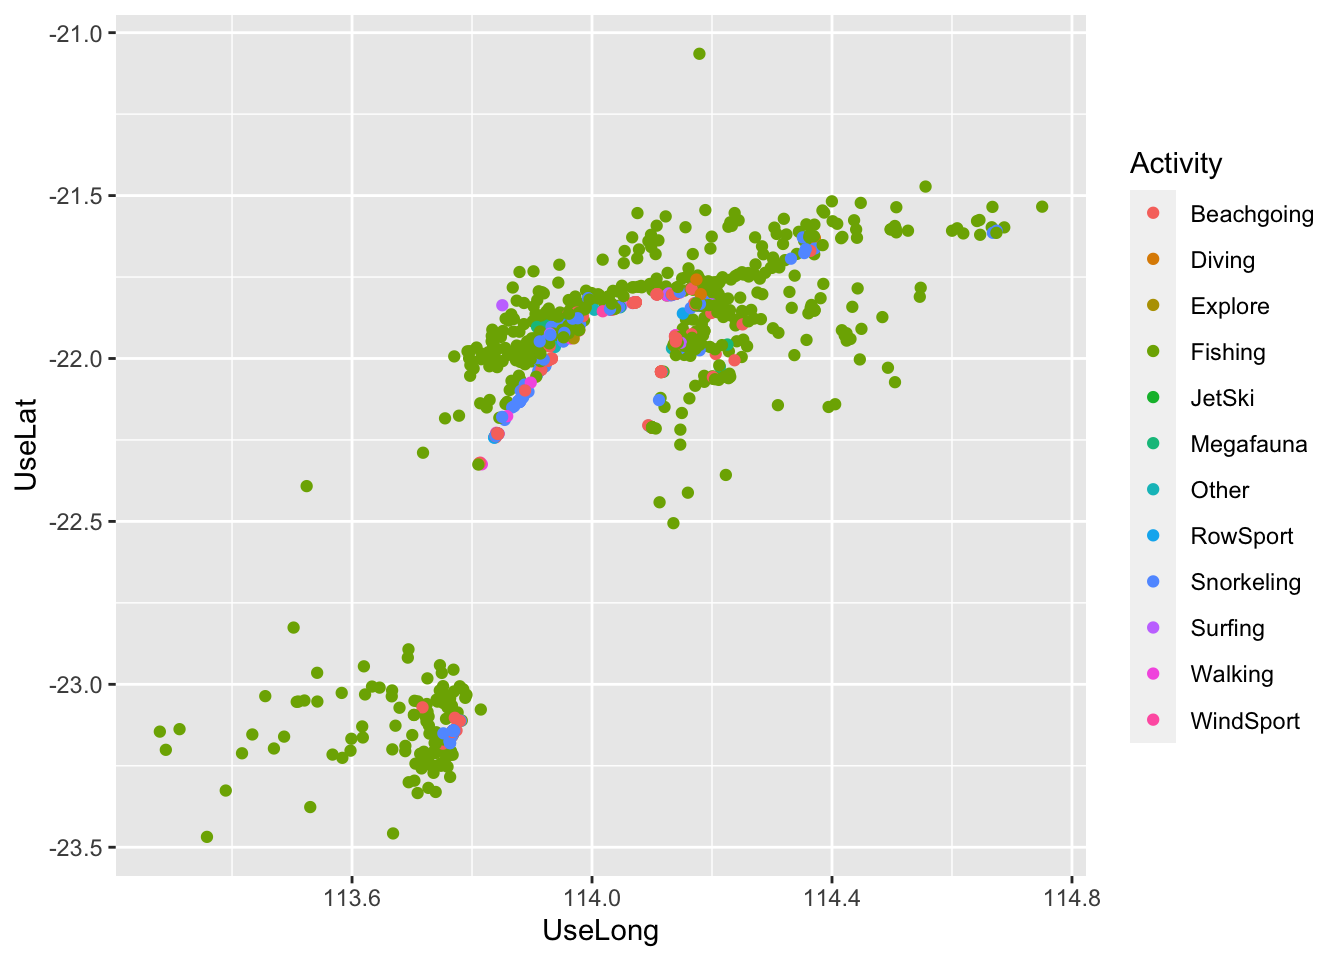 -21.0
-21.5
-22.0
-22.5
-23.0
-23.5
UseLat
113.6
114.0
114.4
114.8
UseLong
Activity
Beachgoing
Diving
Explore
Fishing
JetSki
Megafauna
Other
RowSport
Snorkeling
Surfing
Walking
WindSport